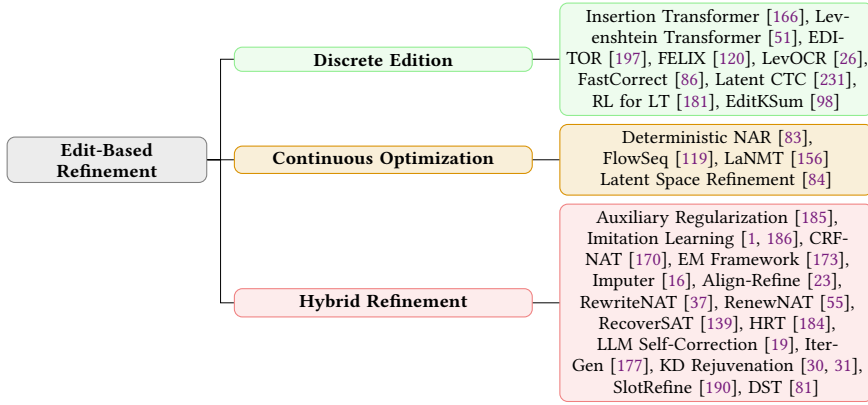 Edit-Based
Refinement
Discrete Edition
Insertion Transformer [166], Lev-
enshtein Transformer [51], EDI-
TOR [197], FELIX [120], LevOCR [26],
FastCorrect [86], Latent CTC [231],
RL for LT [181], EditKSum [98]
Continuous Optimization
Deterministic NAR [83],
FlowSeq [119], LaNMT [156]
Latent Space Refinement [84]
Hybrid Refinement
Auxiliary Regularization [185],
Imitation Learning [1, 186], CRF-
NAT [170], EM Framework [173],
Imputer [16], Align-Refine [23],
RewriteNAT [37], RenewNAT [55],
RecoverSAT [139], HRT [184],
LLM Self-Correction [19], Iter-
Gen [177], KD Rejuvenation [30, 31],
SlotRefine [190], DST [81]